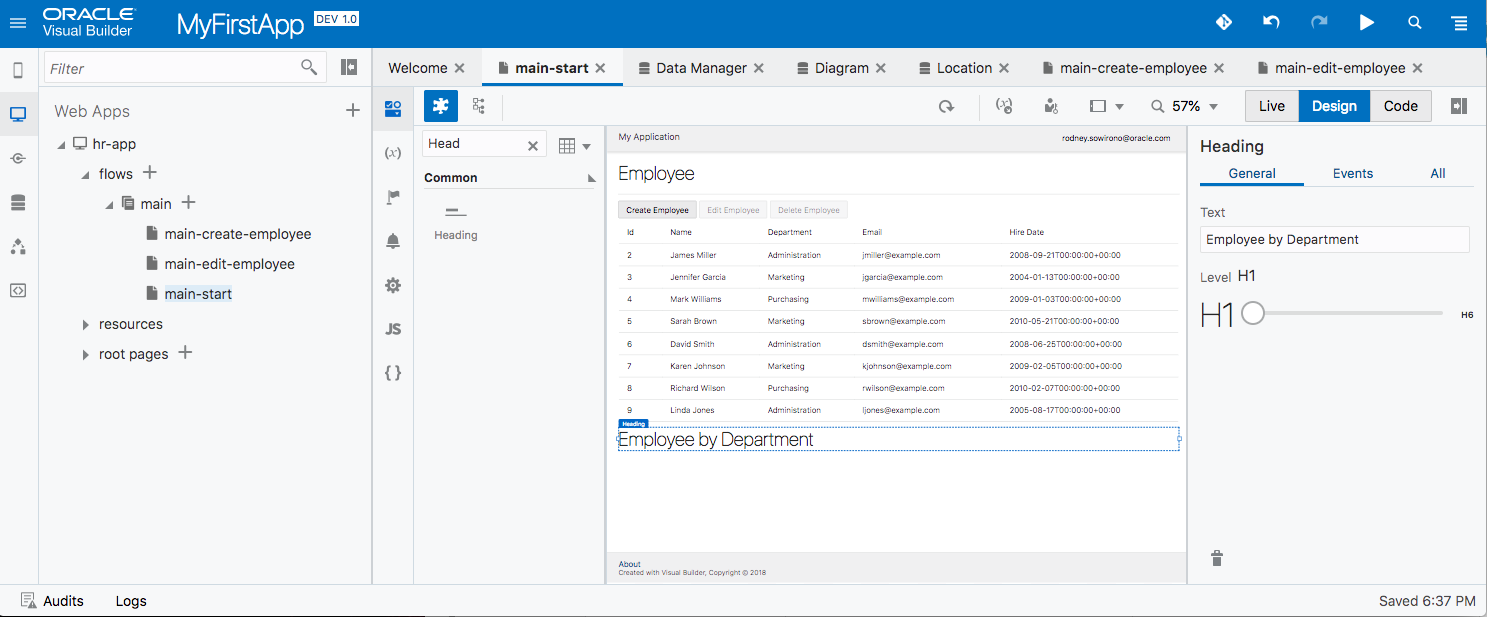 ORACLE
Visual Builder
MyFirstApp DEV 1.0
Filter
Welcome main-start Data Manager Diagram Location main-create-employee main-edit-employee
Web Apps
hr-app
flows
main
main-create-employee
main-edit-employee
main-start
resources
root pages
(x)
JS
{ }
57% Live Design Code
Head
Common
Heading
My Application rodney.sowirono@oracle.com
Employee
Create Employee Edit Employee Delete Employee
Id Name Department Email Hire Date
2 James Miller Administration jmiller@example.com 2008-09-21T00:00:00+00:00
3 Jennifer Garcia Marketing jgarcia@example.com 2004-01-13T00:00:00+00:00
4 Mark Williams Purchasing mwilliams@example.com 2009-01-03T00:00:00+00:00
5 Sarah Brown Marketing sbrown@example.com 2010-05-21T00:00:00+00:00
6 David Smith Administration dsmith@example.com 2008-06-25T00:00:00+00:00
7 Karen Johnson Marketing kjohnson@example.com 2009-02-05T00:00:00+00:00
8 Richard Wilson Purchasing rwilson@example.com 2010-02-07T00:00:00+00:00
9 Linda Jones Administration ljones@example.com 2005-08-17T00:00:00+00:00
Heading
Employee by Department
About
Created with Visual Builder, Copyright © 2018
Heading
General Events All
Text
Employee by Department
Level H1
H1 H6
Audits Logs Saved 6:37 PM